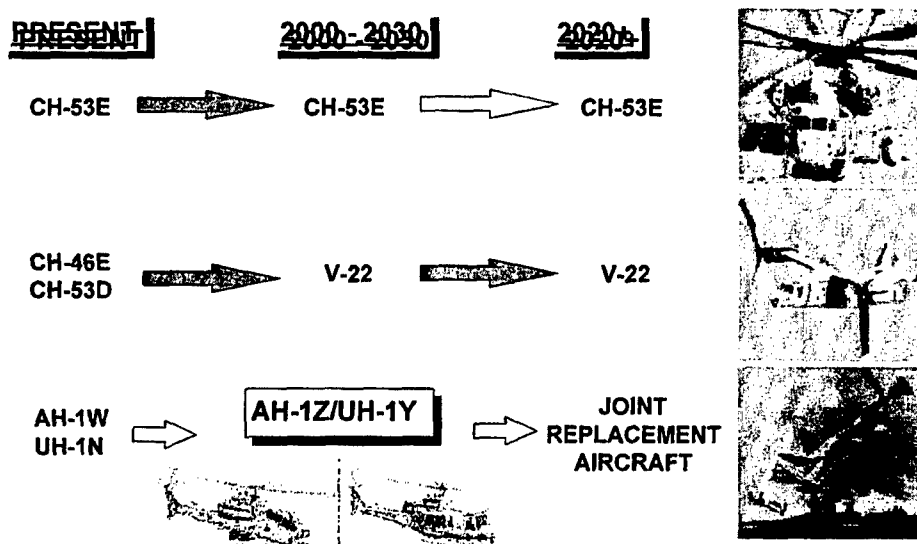 PRESENT
2000 - 2030
2020+
CH-53E
CH-53E
CH-53E
CH-46E
CH-53D
V-22
V-22
AH-1W
UH-1N
AH-1Z/UH-1Y
JOINT
REPLACEMENT
AIRCRAFT